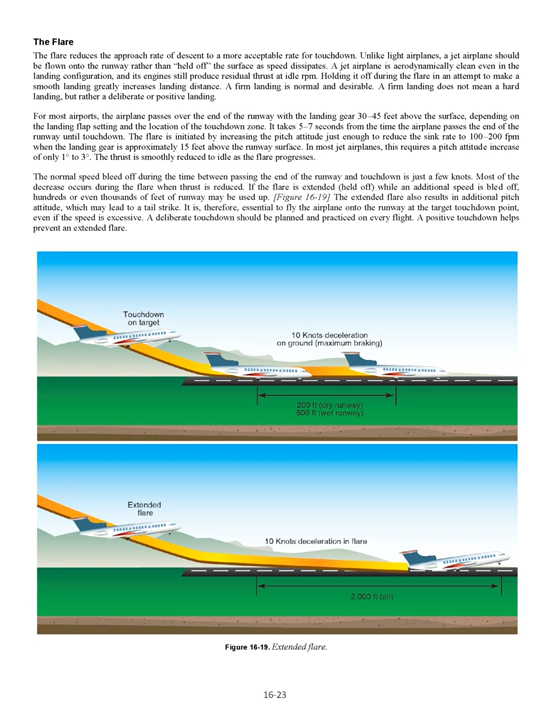 The Flare
The flare reduces the approach rate of descent to a more acceptable rate for touchdown. Unlike light airplanes, a jet airplane should
be flown onto the runway rather than “held off” the surface as speed dissipates. A jet airplane is aerodynamically clean even in the
landing configuration, and its engines still produce residual thrust at idle rpm. Holding it off during the flare in an attempt to make a
smooth landing greatly increases landing distance. A firm landing is normal and desirable. A firm landing does not mean a hard
landing, but rather a deliberate or positive landing.
For most airports, the airplane passes over the end of the runway with the landing gear 30–45 feet above the surface, depending on
the landing flap setting and the location of the touchdown zone. It takes 5–7 seconds from the time the airplane passes the end of the
runway until touchdown. The flare is initiated by increasing the pitch attitude just enough to reduce the sink rate to 100–200 fpm
when the landing gear is approximately 15 feet above the runway surface. In most jet airplanes, this requires a pitch attitude increase
of only 1° to 3°. The thrust is smoothly reduced to idle as the flare progresses.
The normal speed bleed off during the time between passing the end of the runway and touchdown is just a few knots. Most of the
decrease occurs during the flare when thrust is reduced. If the flare is extended (held off) while an additional speed is bled off,
hundreds or even thousands of feet of runway may be used up. [Figure 16-19] The extended flare also results in additional pitch
attitude, which may lead to a tail strike. It is, therefore, essential to fly the airplane onto the runway at the target touchdown point,
even if the speed is excessive. A deliberate touchdown should be planned and practiced on every flight. A positive touchdown helps
prevent an extended flare.
Touchdown
on target
10 Knots deceleration
on ground (maximum braking)
200 ft (dry runway)
500 ft (wet runway)
Extended
flare
10 Knots deceleration in flare
2,000 ft (air)
Figure 16-19. Extended flare.
16-23